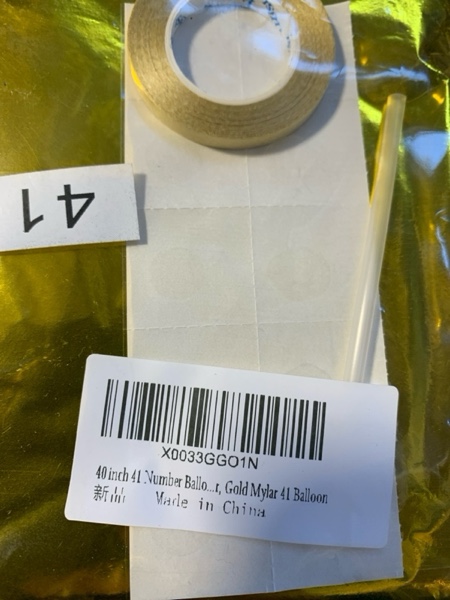 41
X0033GGO1N
40 inch 41 Number Ballo...r, Gold Mylar 41 Balloon
新品 Made in China